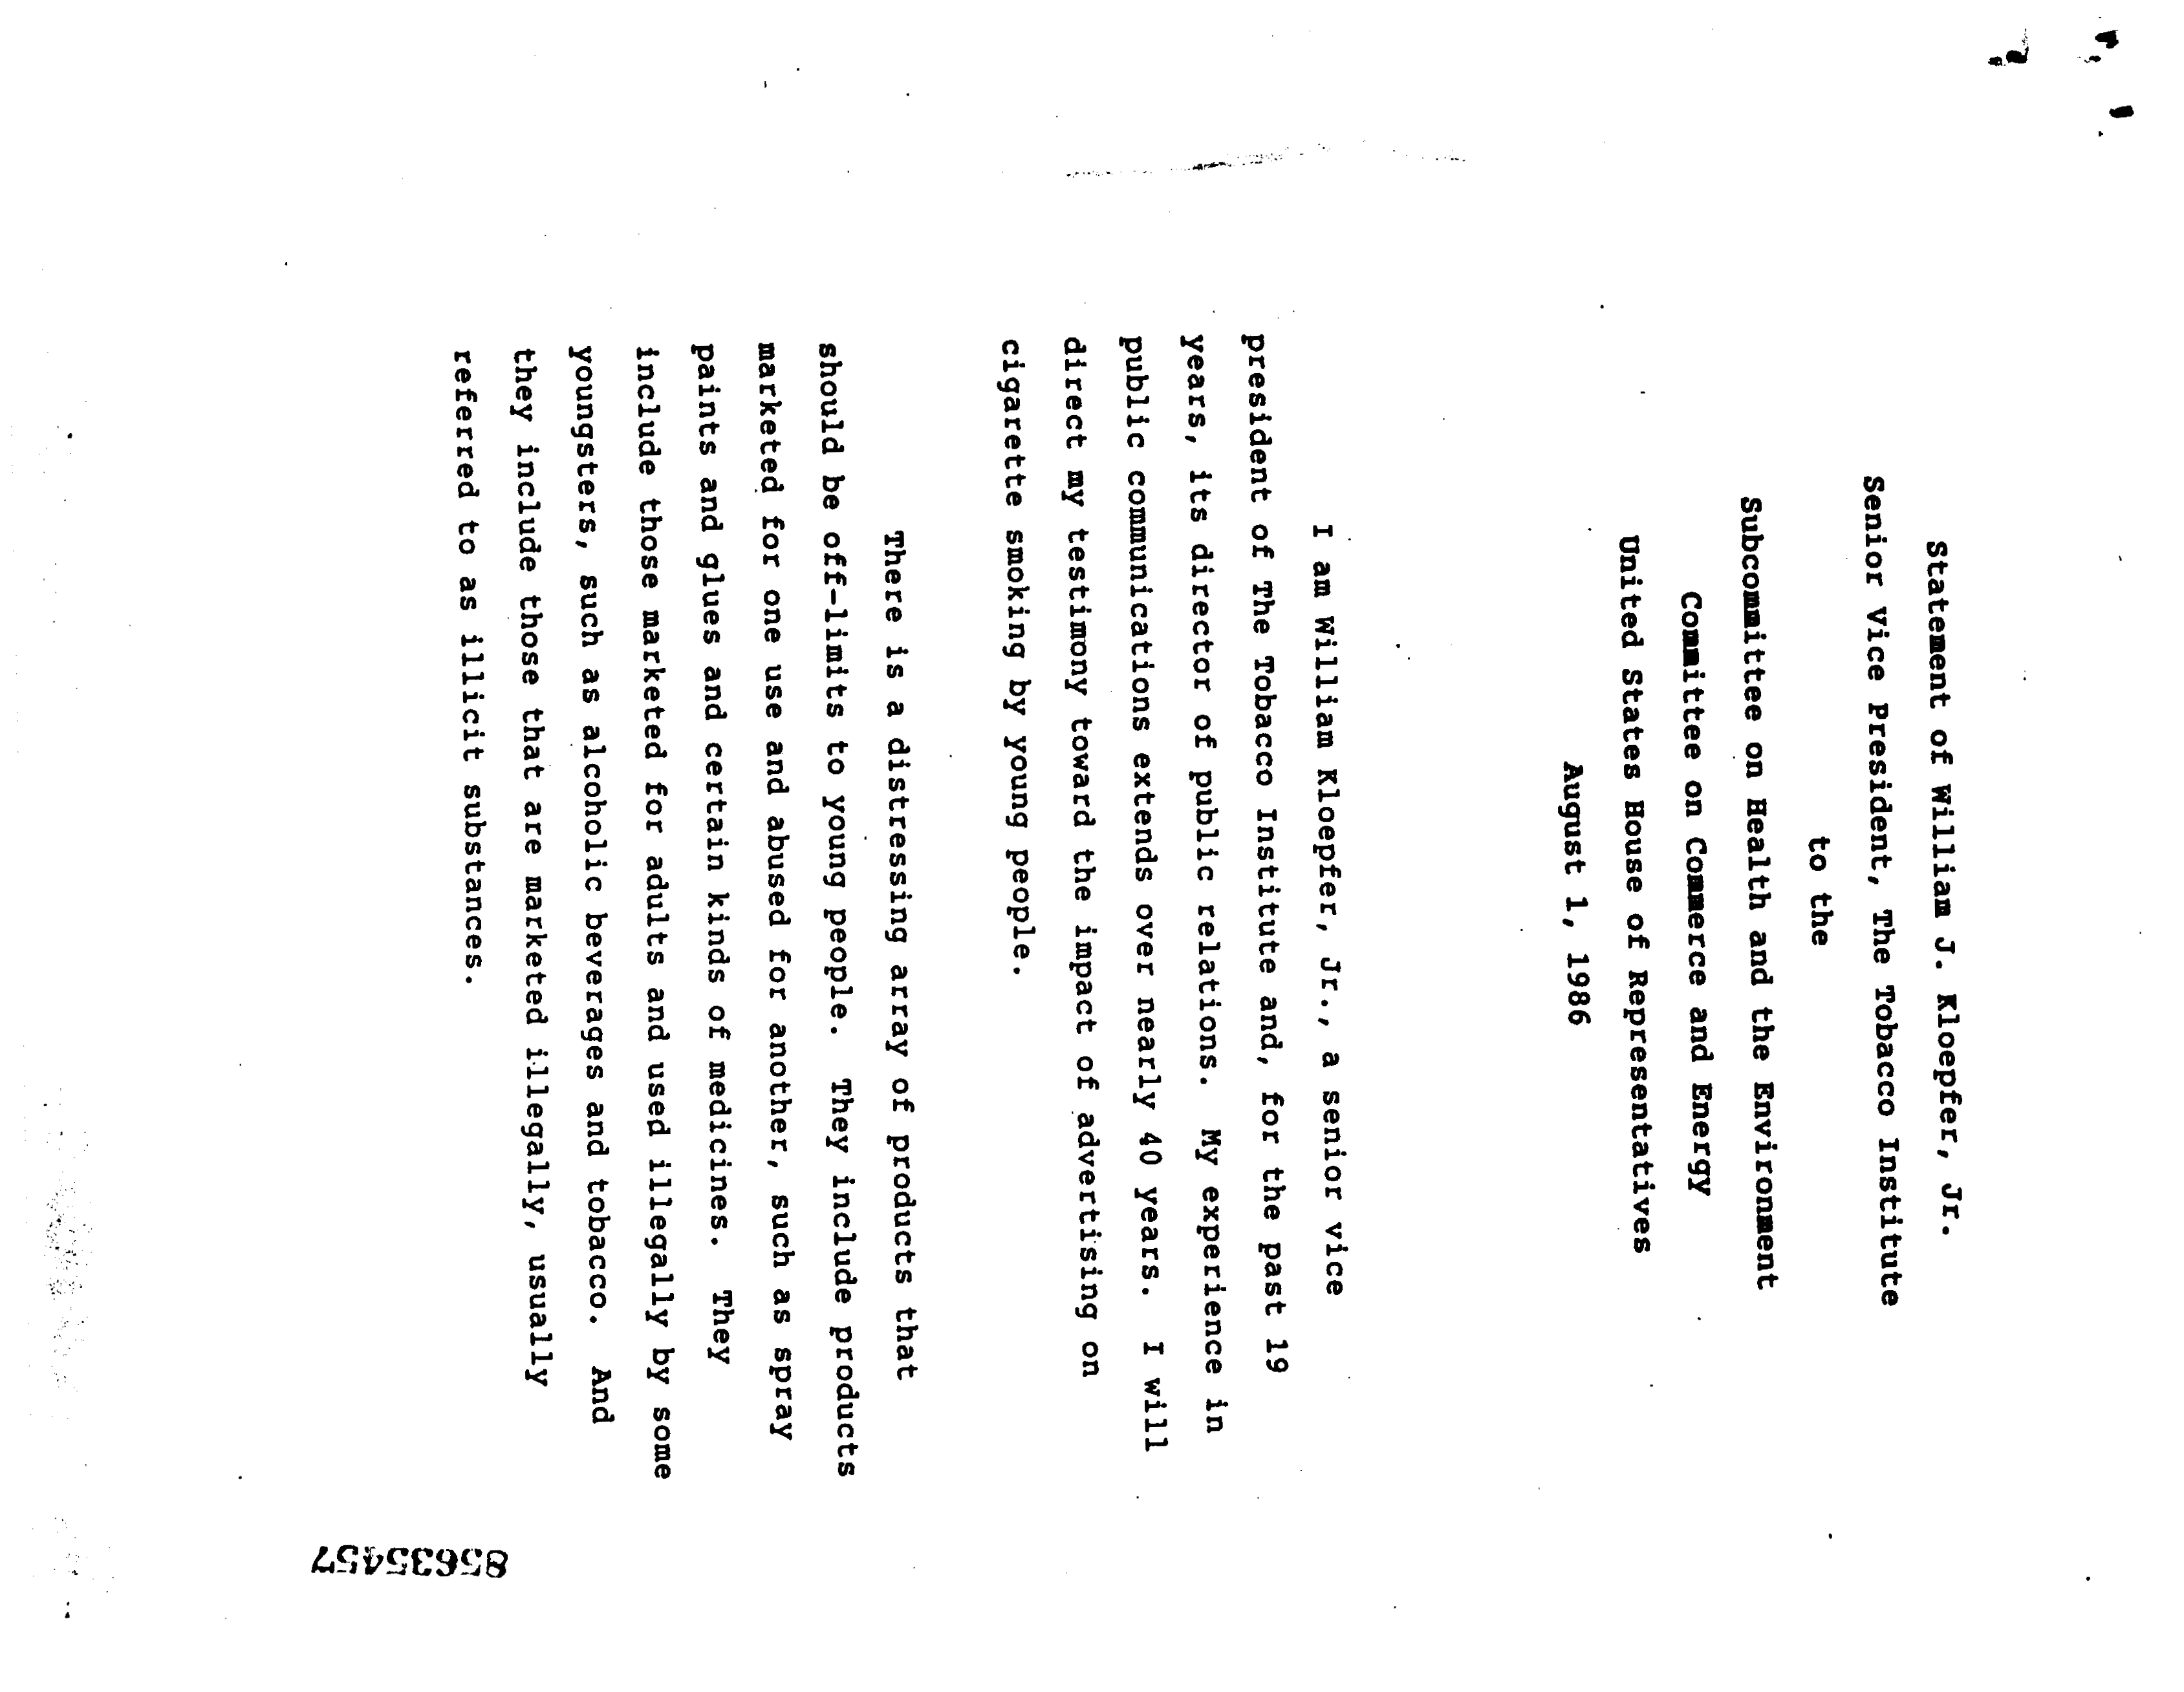 Statement of William J. Kloepfer, Jr.
Senior Vice President, The Tobacco Institute
to the
Subcommittee on Health and the Environment
Committee on Commerce and Energy
United States House of Representatives
August 1, 1986
I am William Kloepfer, Jr., a senior vice
president of The Tobacco Institute and, for the past 19
years, its director of public relations. My experience in
public communications extends over nearly 40 years. I will
direct my testimony toward the impact of advertising on
cigarette smoking by young people.
There is a distressing array of products that
should be off-limits to young people. They include products
marketed for one use and abused for another, such as spray
paints and glues and certain kinds of medicines. They
include those marketed for adults and used illegally by some
youngsters, such as alcoholic beverages and tobacco. And
they include those that are marketed illegally, usually
referred to as illicit substances.
85635457